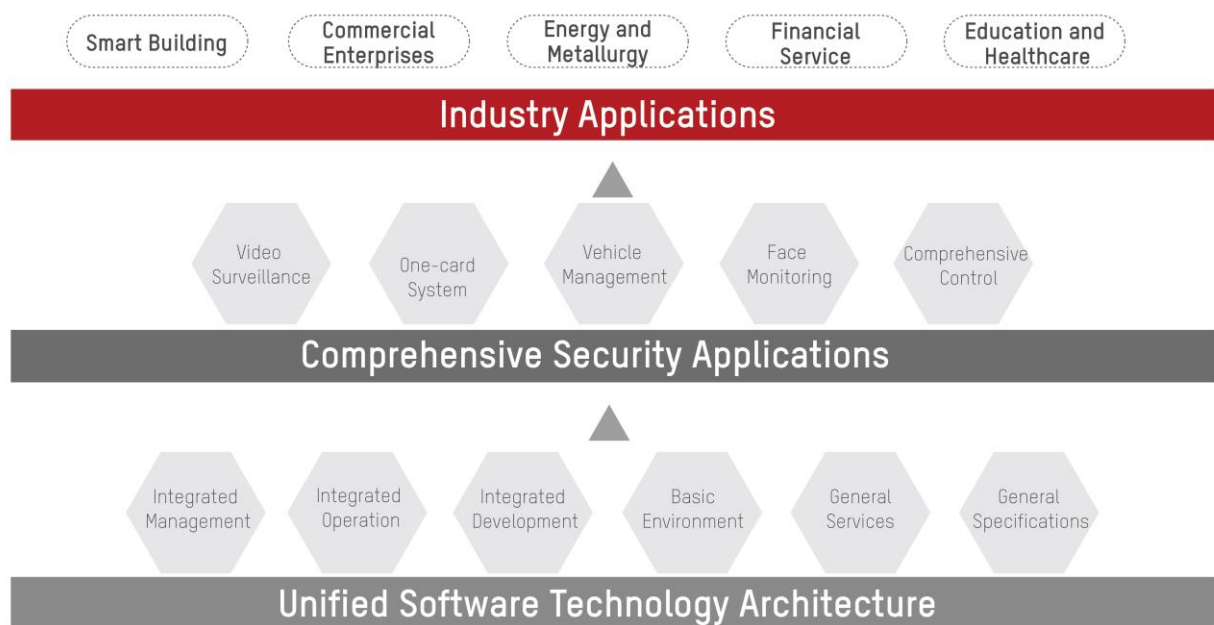 Smart Building
Commercial
Enterprises
Energy and
Metallurgy
Financial
Service
Education and
Healthcare
Industry Applications
Video
Surveillance
One-card
System
Vehicle
Management
Face
Monitoring
Comprehensive
Control
Comprehensive Security Applications
Integrated
Management
Integrated
Operation
Integrated
Development
Basic
Environment
General
Services
General
Specifications
Unified Software Technology Architecture